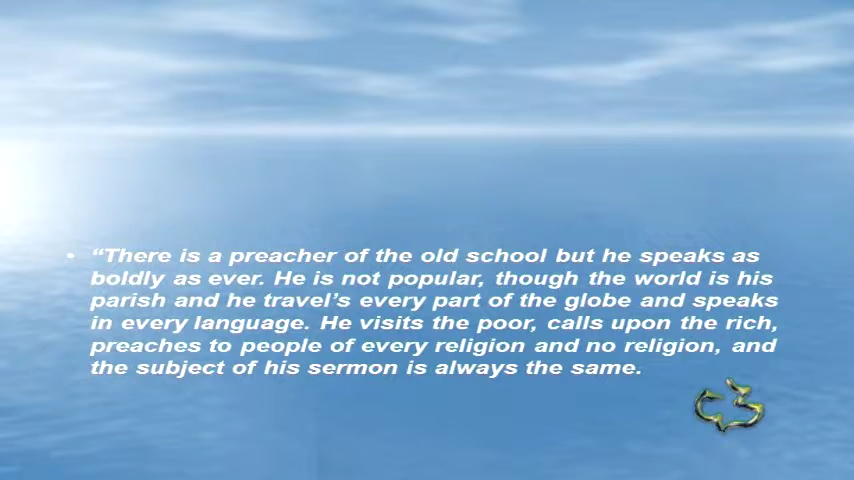 • “There is a preacher of the old school but he speaks as
boldly as ever. He is not popular, though the world is his
parish and he travel’s every part of the globe and speaks
in every language. He visits the poor, calls upon the rich,
preaches to people of every religion and no religion, and
the subject of his sermon is always the same.